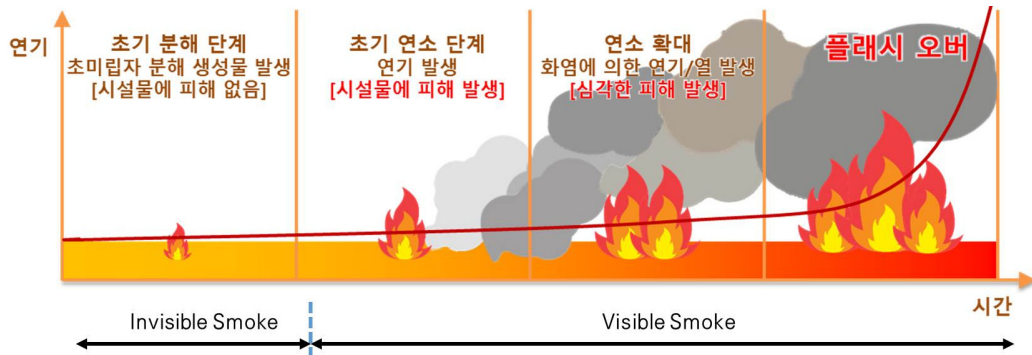 연기
초기 분해 단계
초미립자 분해 생성물 발생
[시설물에 피해 없음]
초기 연소 단계
연기 발생
[시설물에 피해 발생]
연소 확대
화염에 의한 연기/열 발생
[심각한 피해 발생]
플래시 오버
시간
Invisible Smoke
Visible Smoke